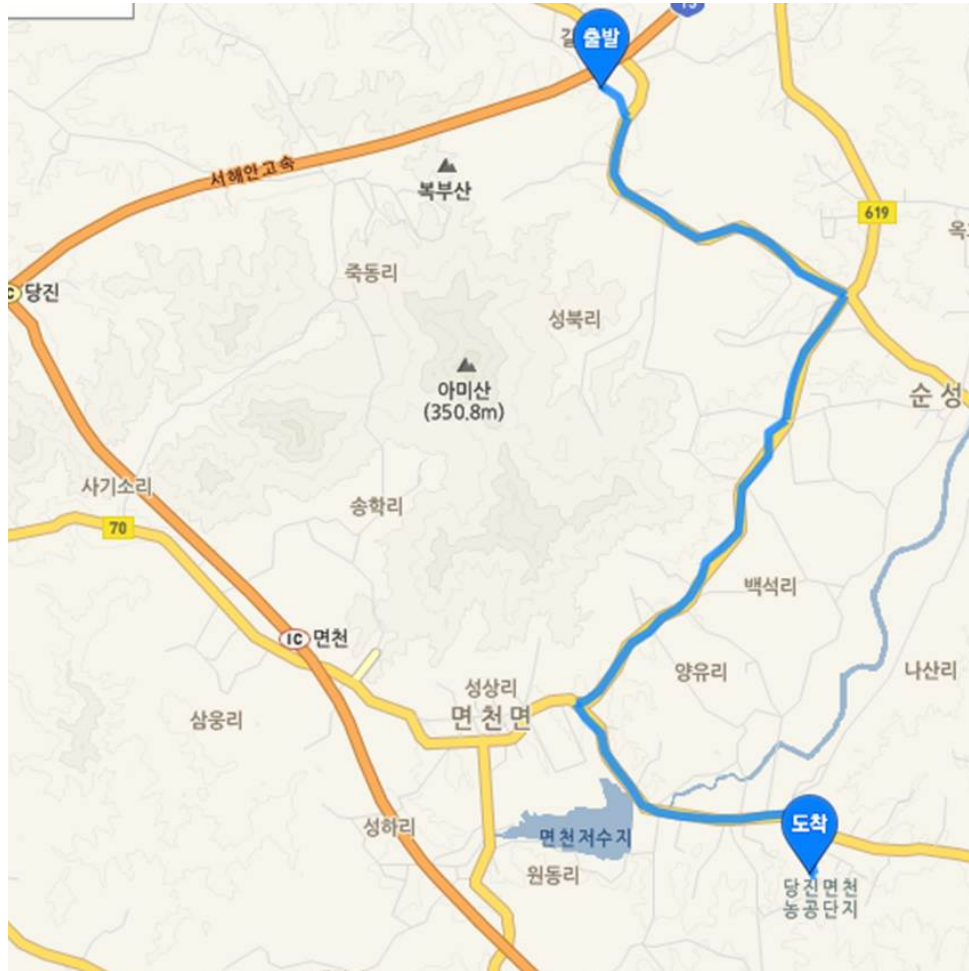 15
출발
서해안고속
복부산
619
당진
죽동리
성북리
아미산
(350.8m)
순성
사기소리
송학리
70
백석리
IC 면천
양유리
나산리
성상리
면천면
삼웅리
성하리
도착
면천저수지
원동리
당진면천
농공단지